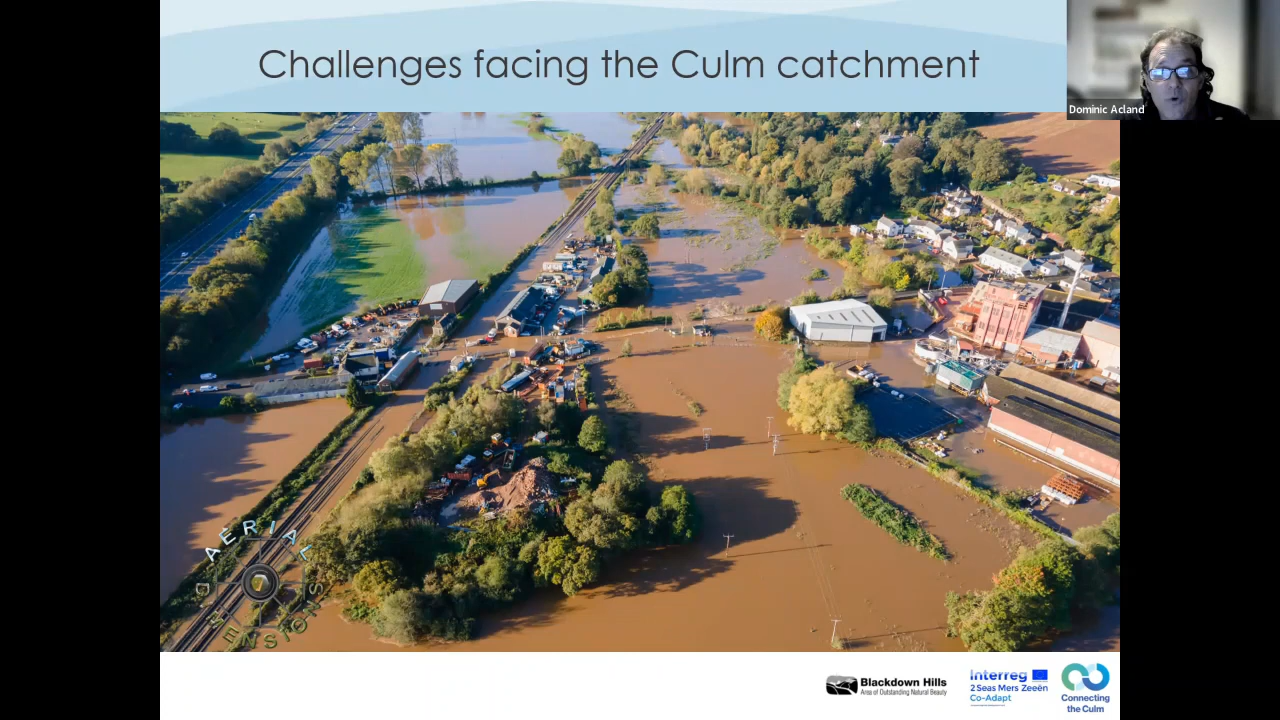 Challenges facing the Culm catchment
Dominic Acland
AERIAL
D MENSIONS
Blackdown Hills
Area of Outstanding Natural Beauty
Interreg
2 Seas Mers Zeeën
Co-Adapt
Connecting
the Culm